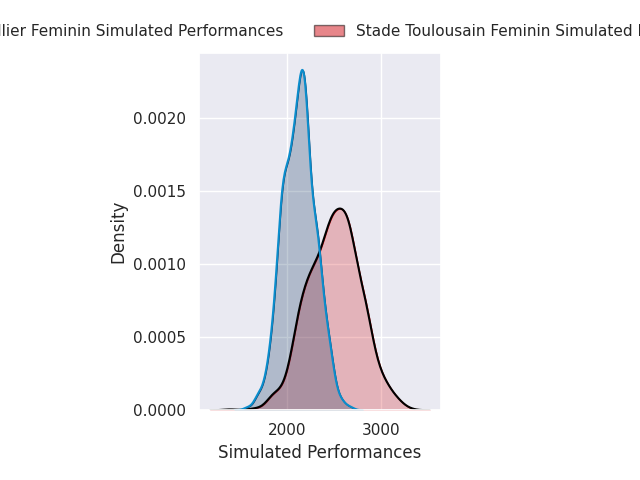 Feminin Simulated Performances Stade Toulousain Feminin Simulated
0.0020
0.0015
0.0010
0.0005
0.0000
Density
2000 3000
Simulated Performances